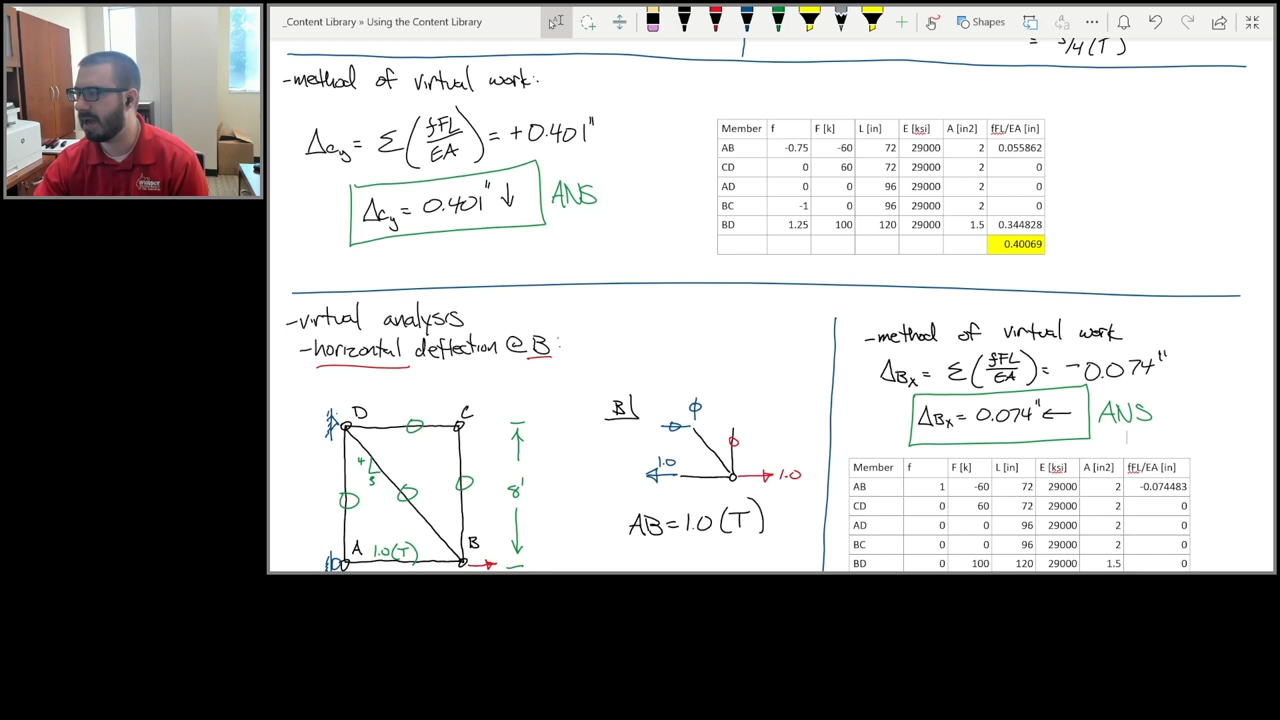 _Content Library » Using the Content Library
Shapes
= 3/4 (T)
-method of virtual work:
Δcy = Σ (fFL/EA) = +0.401"
Δcy = 0.401" ↓ ANS
Member f F [k] L [in] E [ksi] A [in2] fFL/EA [in]
AB -0.75 -60 72 29000 2 0.055862
CD 0 60 72 29000 2 0
AD 0 0 96 29000 2 0
BC -1 0 96 29000 2 0
BD 1.25 100 120 29000 1.5 0.344828
0.40069
-virtual analysis
-horizontal deflection @ B:
D C
4
3
8'
A 1.0(T) B
B|
ϕ
0
1.0 1.0
AB = 1.0 (T)
-method of virtual work
ΔBx = Σ (fFL/EA) = -0.074"
ΔBx = 0.074" ← ANS
Member f F [k] L [in] E [ksi] A [in2] fFL/EA [in]
AB 1 -60 72 29000 2 -0.074483
CD 0 60 72 29000 2 0
AD 0 0 96 29000 2 0
BC 0 0 96 29000 2 0
BD 0 100 120 29000 1.5 0